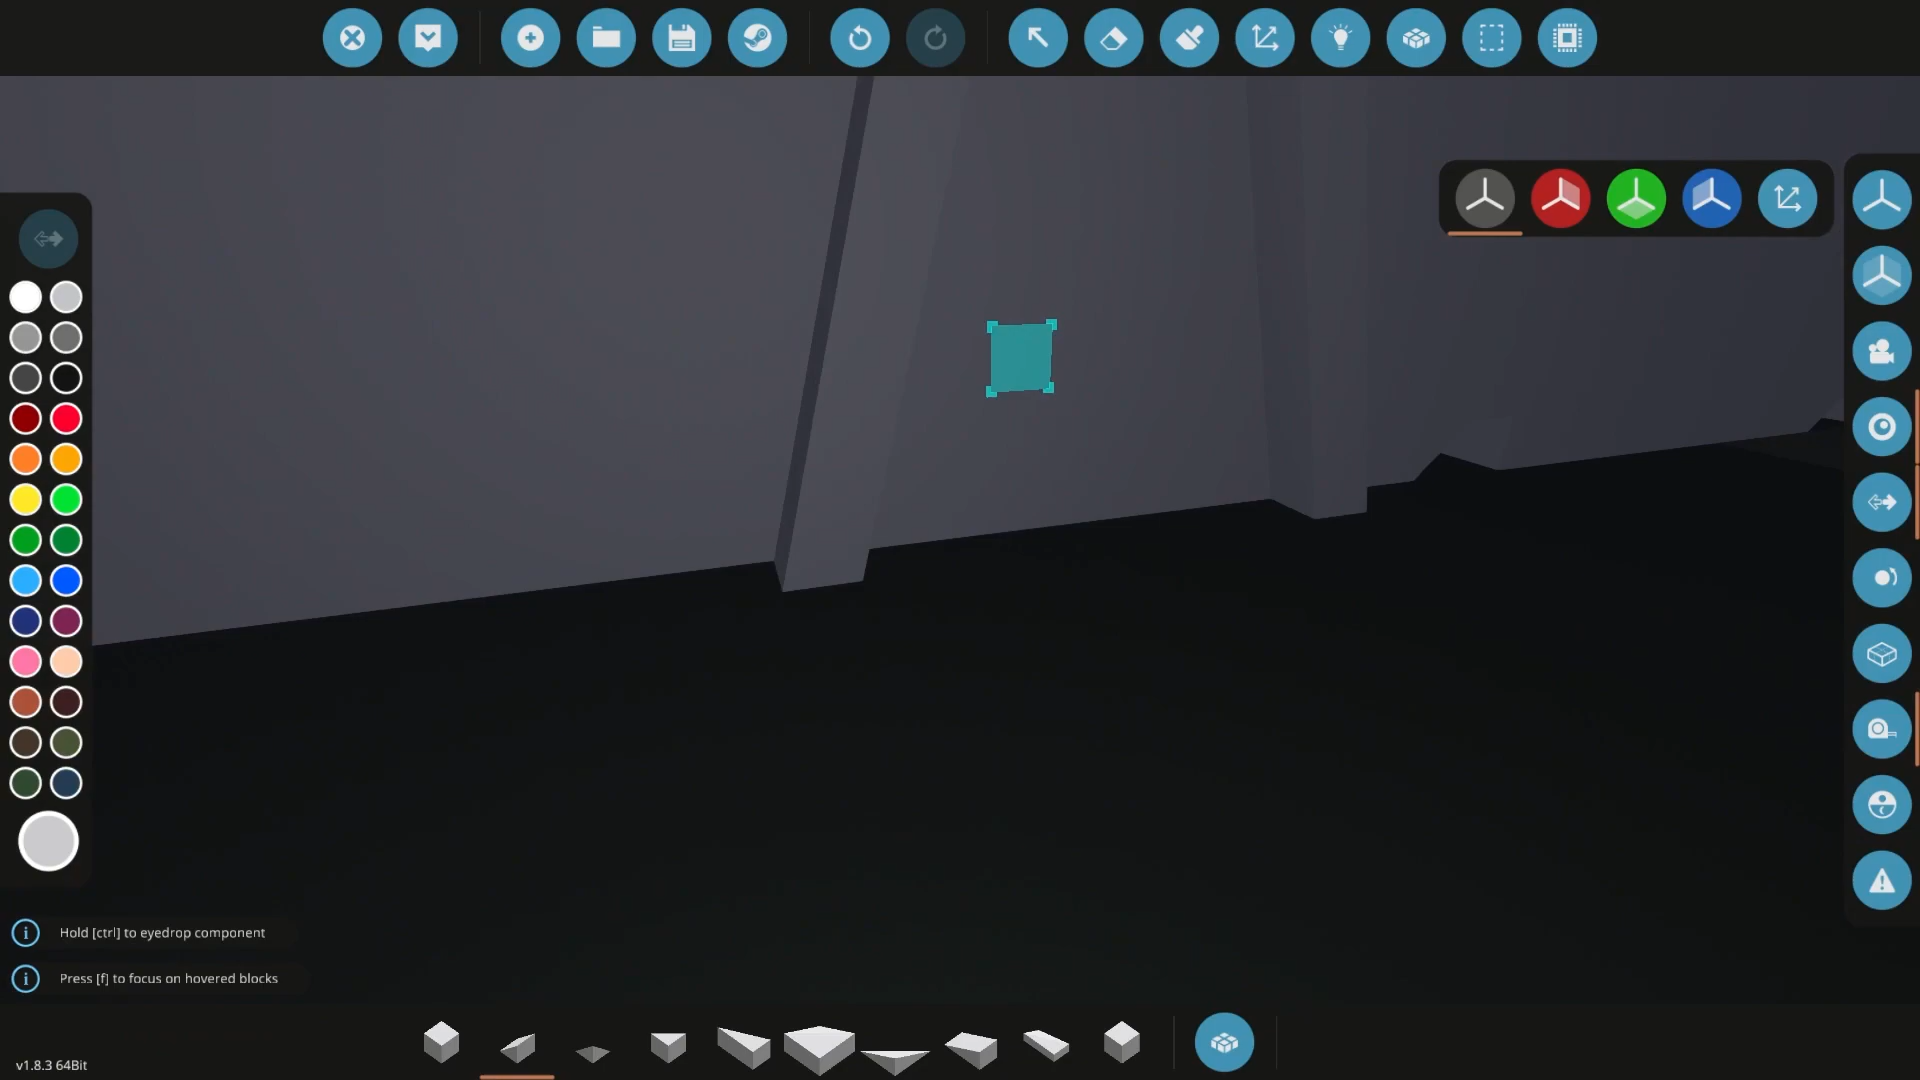 Hold [ctrl] to eyedrop component
Press [f] to focus on hovered blocks
v1.8.3 64Bit